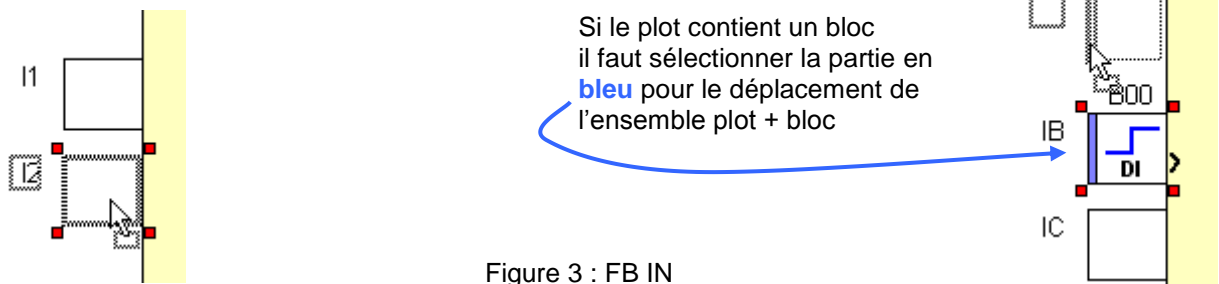 I1
I2
Si le plot contient un bloc
il faut sélectionner la partie en
bleu pour le déplacement de
l'ensemble plot + bloc
B00
IB
DI
IC
Figure 3 : FB IN